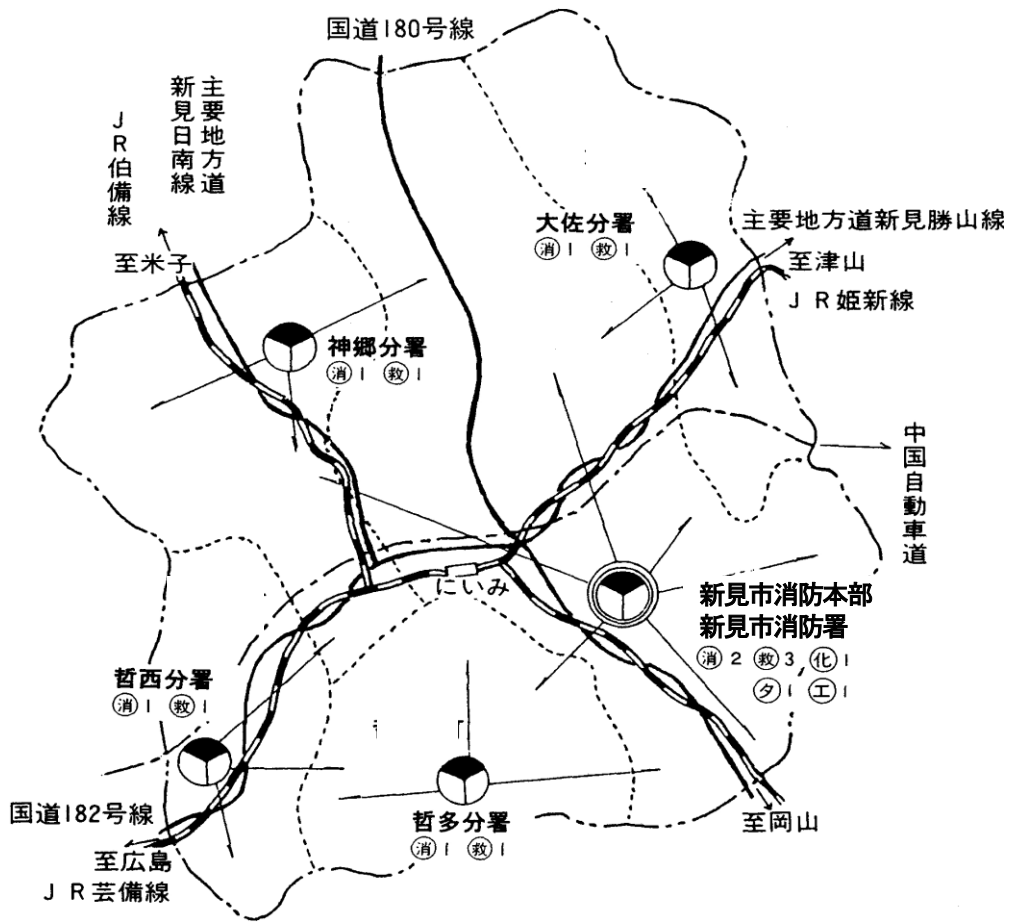 国道180号線
主要地方道
新見日南線
JR伯備線
至米子
大佐分署
消1 救1
主要地方道新見勝山線
至津山
JR姫新線
神郷分署
消1 救1
中国自動車道
にいみ
新見市消防本部
新見市消防署
消2 救3 化1
タ1 工1
哲西分署
消1 救1
国道182号線
至広島
JR芸備線
哲多分署
消1 救1
至岡山